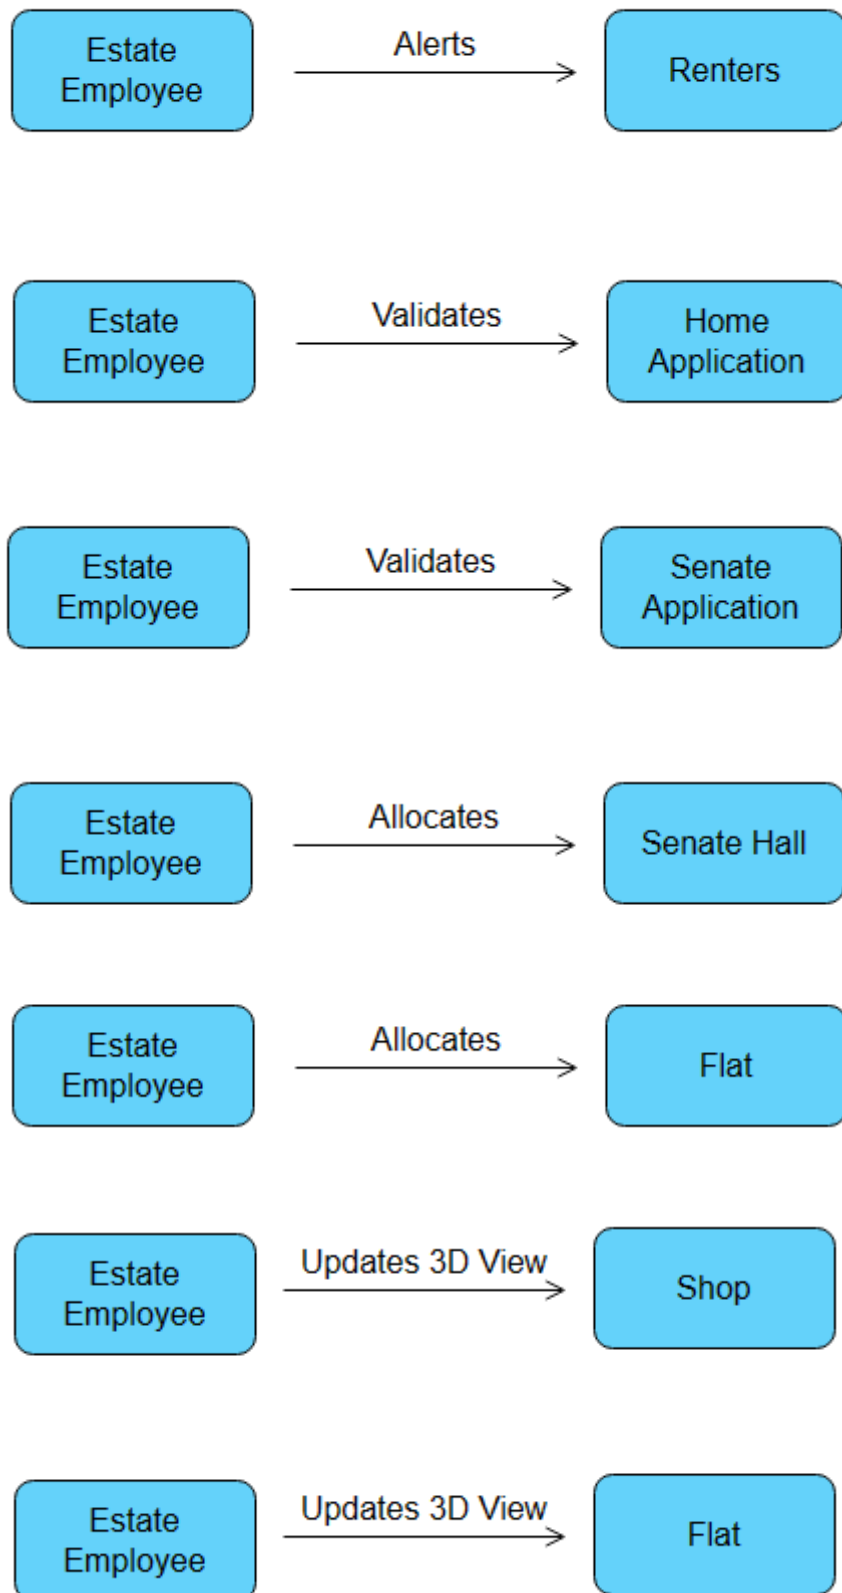 Estate
Employee
Alerts
Renters
Estate
Employee
Validates
Home
Application
Estate
Employee
Validates
Senate
Application
Estate
Employee
Allocates
Senate Hall
Estate
Employee
Allocates
Flat
Estate
Employee
Updates 3D View
Shop
Estate
Employee
Updates 3D View
Flat